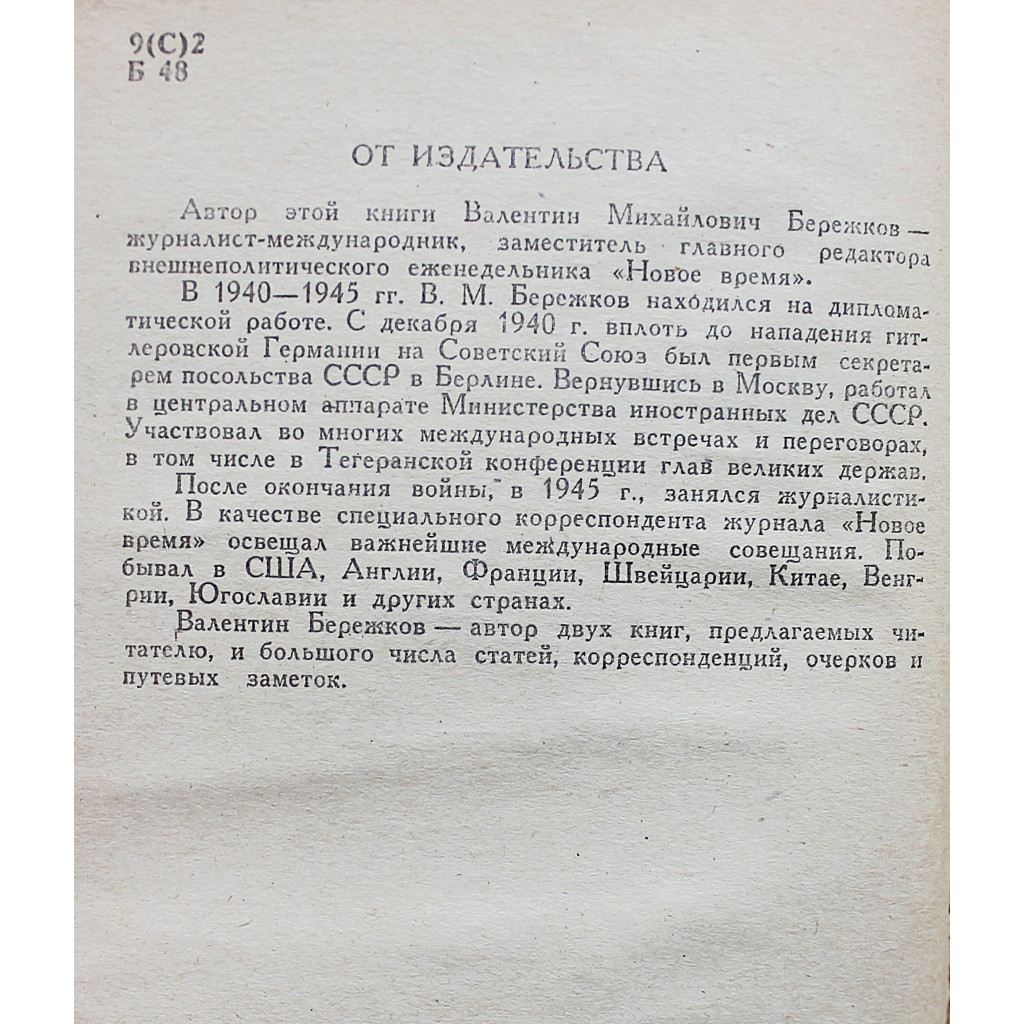 9(С)2
Б 48
ОТ ИЗДАТЕЛЬСТВА
Автор этой книги Валентин Михайлович Бережков —
журналист-международник, заместитель главного редактора
внешнеполитического еженедельника «Новое время».
В 1940—1945 гг. В. М. Бережков находился на диплома-
тической работе. С декабря 1940 г. вплоть до нападения гит-
леровской Германии на Советский Союз был первым секрета-
рем посольства СССР в Берлине. Вернувшись в Москву, работал
в центральном аппарате Министерства иностранных дел СССР.
Участвовал во многих международных встречах и переговорах,
в том числе в Тегеранской конференции глав великих держав.
После окончания войны, в 1945 г., занялся журналисти-
кой. В качестве специального корреспондента журнала «Новое
время» освещал важнейшие международные совещания. По-
бывал в США, Англии, Франции, Швейцарии, Китае, Венг-
рии, Югославии и других странах.
Валентин Бережков — автор двух книг, предлагаемых чи-
тателю, и большого числа статей, корреспонденций, очерков и
путевых заметок.